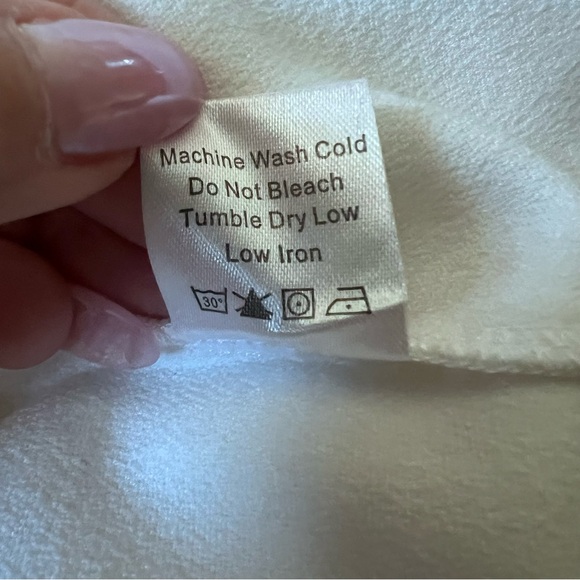 Machine Wash Cold
Do Not Bleach
Tumble Dry Low
Low Iron
30°